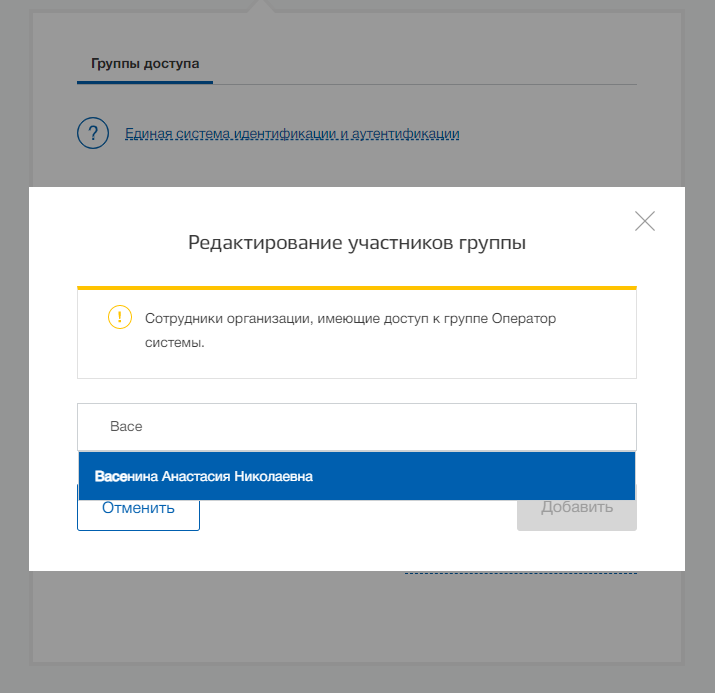 Группы доступа
?
Единая система идентификации и аутентификации
Редактирование участников группы
!
Сотрудники организации, имеющие доступ к группе Оператор
системы.
Васе
Васенина Анастасия Николаевна
Отменить
Добавить